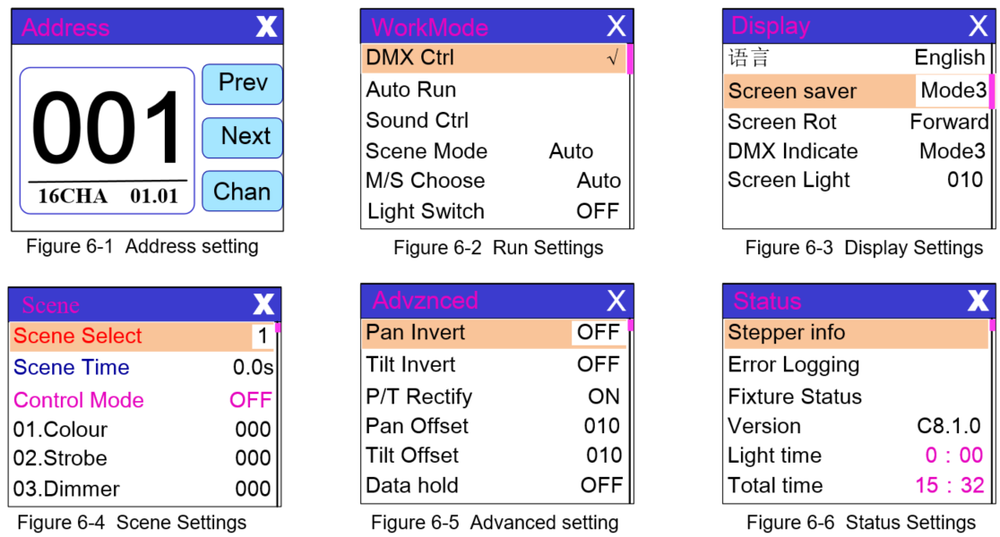 Address X
001
16CHA 01.01
Prev
Next
Chan
Figure 6-1 Address setting
WorkMode X
DMX Ctrl √
Auto Run
Sound Ctrl
Scene Mode Auto
M/S Choose Auto
Light Switch OFF
Figure 6-2 Run Settings
Display X
语言 English
Screen saver Mode3
Screen Rot Forward
DMX Indicate Mode3
Screen Light 010
Figure 6-3 Display Settings
Scene X
Scene Select 1
Scene Time 0.0s
Control Mode OFF
01.Colour 000
02.Strobe 000
03.Dimmer 000
Figure 6-4 Scene Settings
Advznced X
Pan Invert OFF
Tilt Invert OFF
P/T Rectify ON
Pan Offset 010
Tilt Offset 010
Data hold OFF
Figure 6-5 Advanced setting
Status X
Stepper info
Error Logging
Fixture Status
Version C8.1.0
Light time 0 : 00
Total time 15 : 32
Figure 6-6 Status Settings